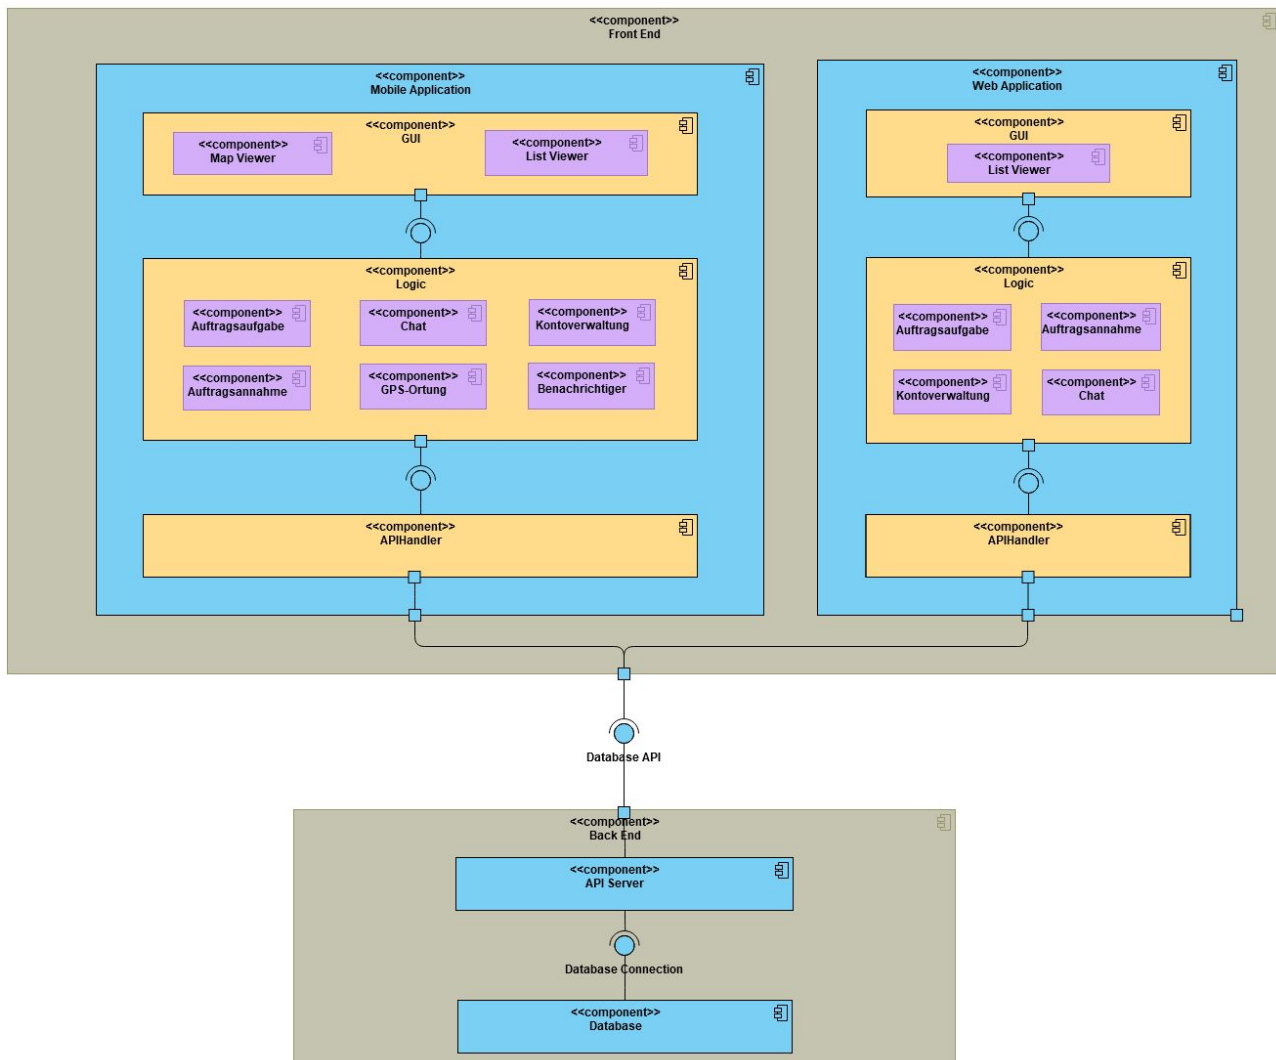 <<component>>
Front End
<<component>>
Mobile Application
<<component>>
GUI
<<component>>
Map Viewer
<<component>>
List Viewer
<<component>>
Logic
<<component>>
Auftragsaufgabe
<<component>>
Chat
<<component>>
Kontoverwaltung
<<component>>
Auftragsannahme
<<component>>
GPS-Ortung
<<component>>
Benachrichtiger
<<component>>
APIHandler
<<component>>
Web Application
<<component>>
GUI
<<component>>
List Viewer
<<component>>
Logic
<<component>>
Auftragsaufgabe
<<component>>
Auftragsannahme
<<component>>
Kontoverwaltung
<<component>>
Chat
<<component>>
APIHandler
Database API
<<component>>
Back End
<<component>>
API Server
Database Connection
<<component>>
Database